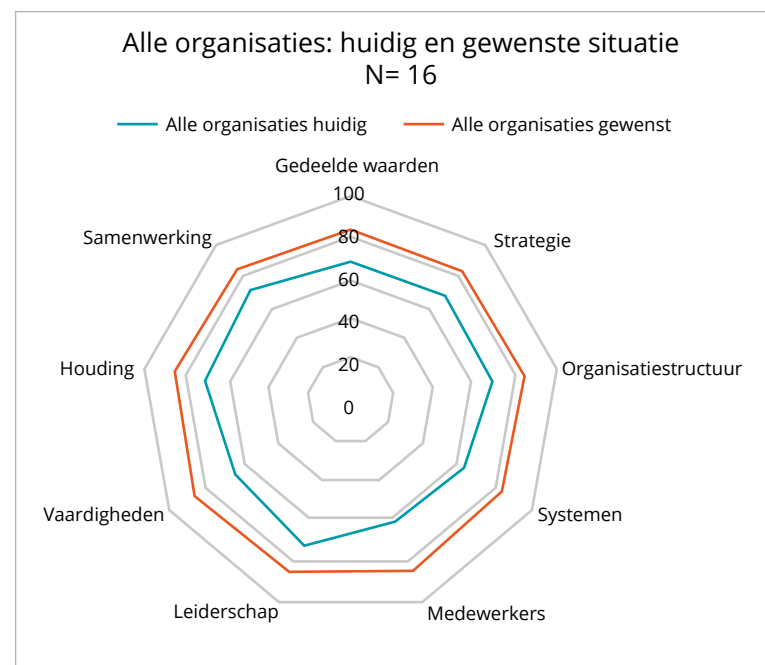 Alle organisaties: huidig en gewenste situatie
N= 16
Alle organisaties huidig
Alle organisaties gewenst
Gedeelde waarden
100
Samenwerking
Strategie
80
60
40
Houding
Organisatiestructuur
20
0
Vaardigheden
Systemen
Leiderschap
Medewerkers